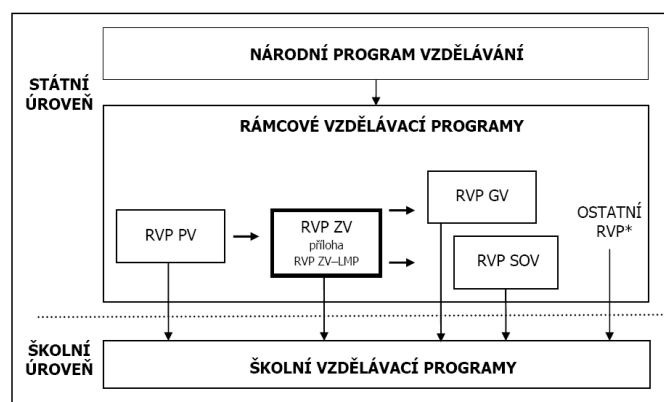 NÁRODNÍ PROGRAM VZDĚLÁVÁNÍ
STÁTNÍ
ÚROVEŇ
RÁMCOVÉ VZDĚLÁVACÍ PROGRAMY
RVP PV
RVP ZV
příloha
RVP ZV–LMP
RVP GV
RVP SOV
OSTATNÍ
RVP*
ŠKOLNÍ
ÚROVEŇ
ŠKOLNÍ VZDĚLÁVACÍ PROGRAMY